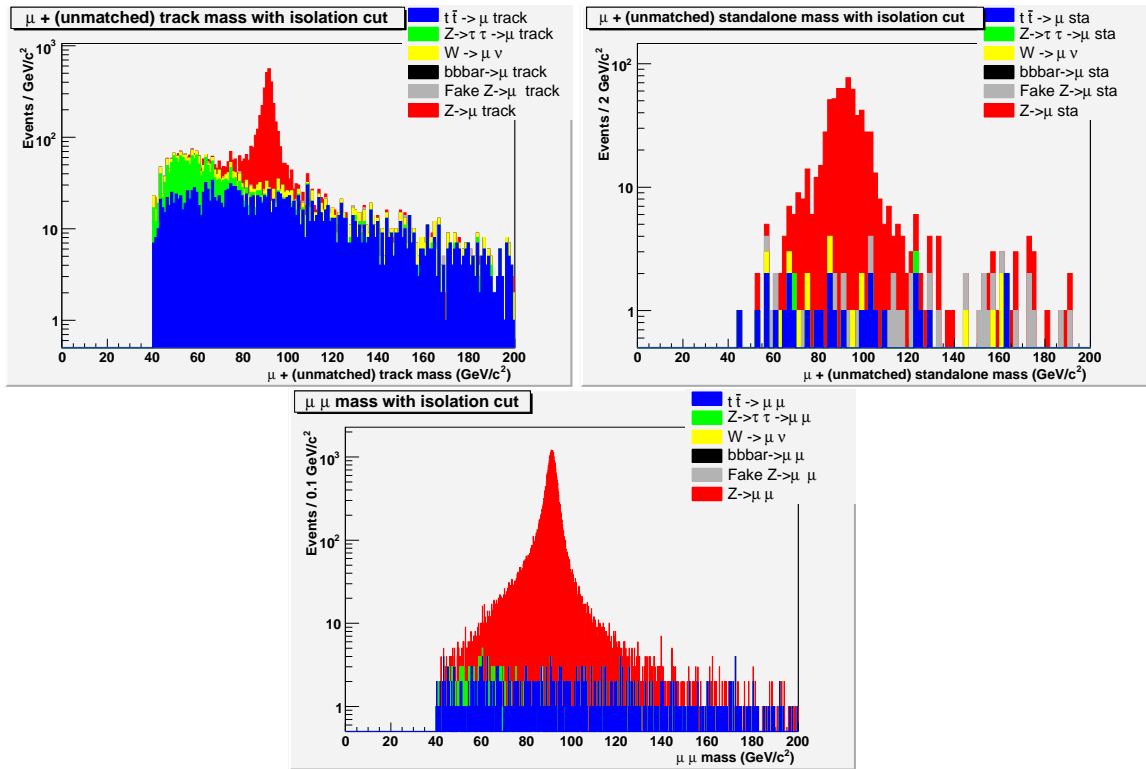 μ + (unmatched) track mass with isolation cut
t t̄ -> μ track
Z->τ τ ->μ track
W -> μ ν
bbbar->μ track
Fake Z->μ track
Z->μ track
Events / GeV/c²
10³
10²
10
1
0 20 40 60 80 100 120 140 160 180 200
μ + (unmatched) track mass (GeV/c²)
μ + (unmatched) standalone mass with isolation cut
t t̄ -> μ sta
Z->τ τ ->μ sta
W -> μ ν
bbbar->μ sta
Fake Z->μ sta
Z->μ sta
Events / 2 GeV/c²
10²
10
1
0 20 40 60 80 100 120 140 160 180 200
μ + (unmatched) standalone mass (GeV/c²)
μ μ mass with isolation cut
t t̄ -> μ μ
Z->τ τ ->μ μ
W -> μ ν
bbbar->μ μ
Fake Z->μ μ
Z->μ μ
Events / 0.1 GeV/c²
10³
10²
10
1
0 20 40 60 80 100 120 140 160 180 200
μ μ mass (GeV/c²)